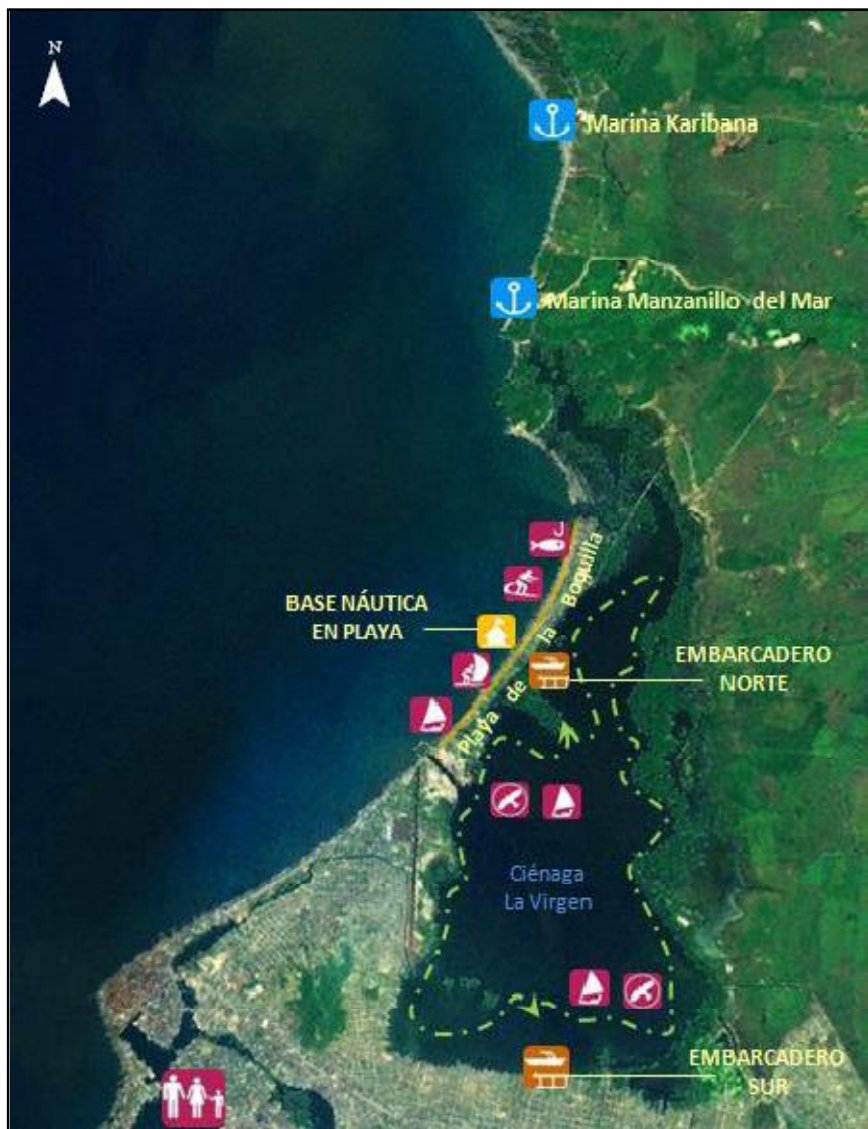 N
Marina Karibana
Marina Manzanillo del Mar
Playa de la Boquilla
BASE NÁUTICA
EN PLAYA
EMBARCADERO
NORTE
Ciénaga
La Virgen
EMBARCADERO
SUR